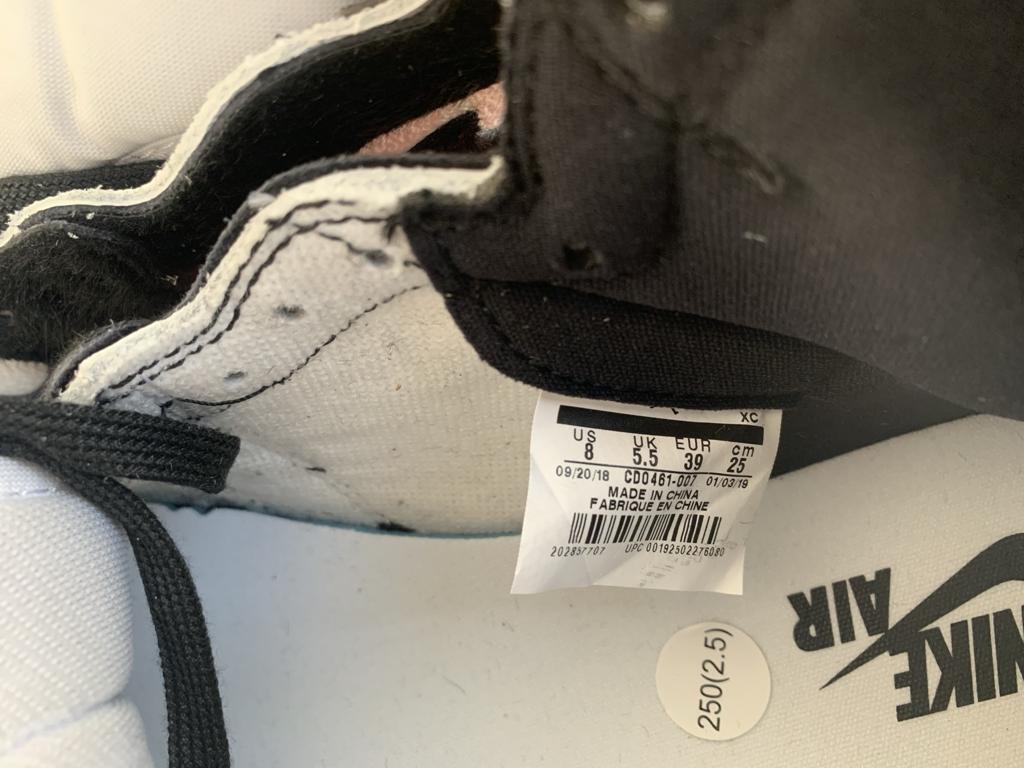 XC
US UK EUR cm
8 5.5 39 25
09/20/18 CD0461-007 01/03/19
MADE IN CHINA
FABRIQUE EN CHINE
202857707 UPC 00192502276080
250(2.5)
NIKE
AIR